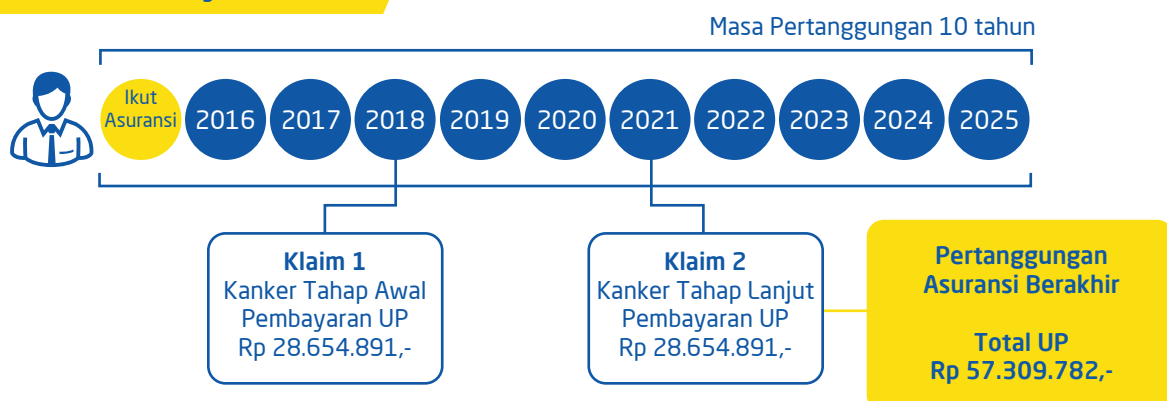 Masa Pertanggungan 10 tahun
Ikut
Asuransi
2016
2017
2018
2019
2020
2021
2022
2023
2024
2025
Klaim 1
Kanker Tahap Awal
Pembayaran UP
Rp 28.654.891,-
Klaim 2
Kanker Tahap Lanjut
Pembayaran UP
Rp 28.654.891,-
Pertanggungan
Asuransi Berakhir
Total UP
Rp 57.309.782,-